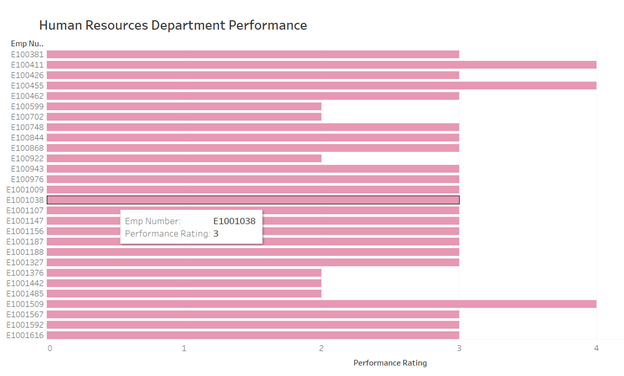 Human Resources Department Performance
Emp Nu..
E100381
E100411
E100426
E100455
E100462
E100599
E100702
E100748
E100844
E100868
E100922
E100943
E100976
E1001009
E1001038
E1001107
Emp Number: E1001038
E1001147
Performance Rating: 3
E1001156
E1001187
E1001188
E1001327
E1001376
E1001442
E1001485
E1001509
E1001567
E1001592
E1001616
0 1 2 3 4
Performance Rating